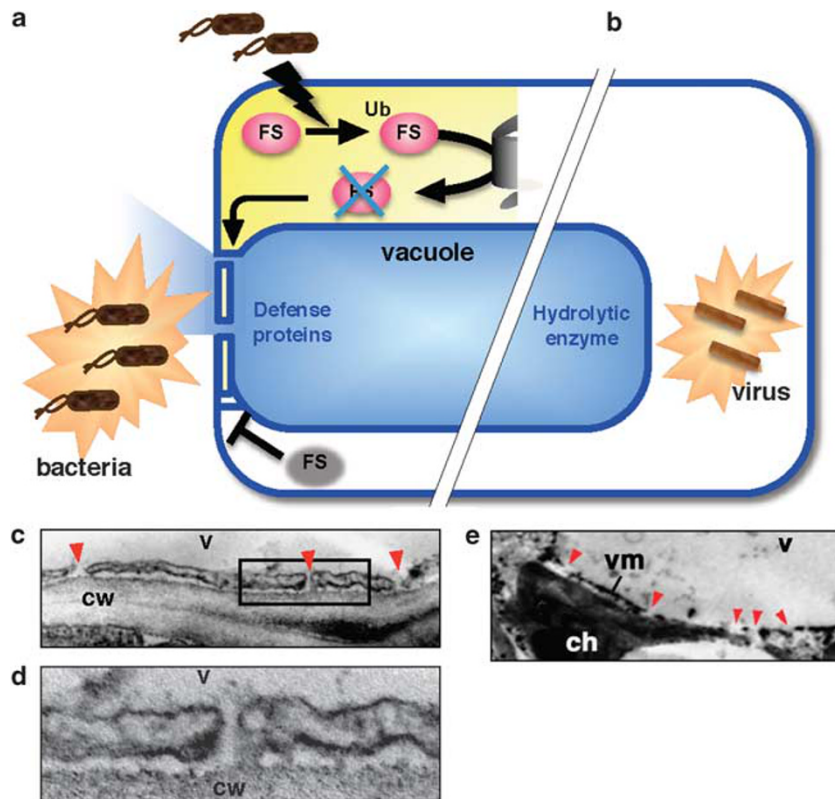 a
b
Ub
FS
FS
FS
vacuole
Defense
proteins
Hydrolytic
enzyme
virus
bacteria
FS
c
v
cw
e
v
vm
ch
d
v
cw